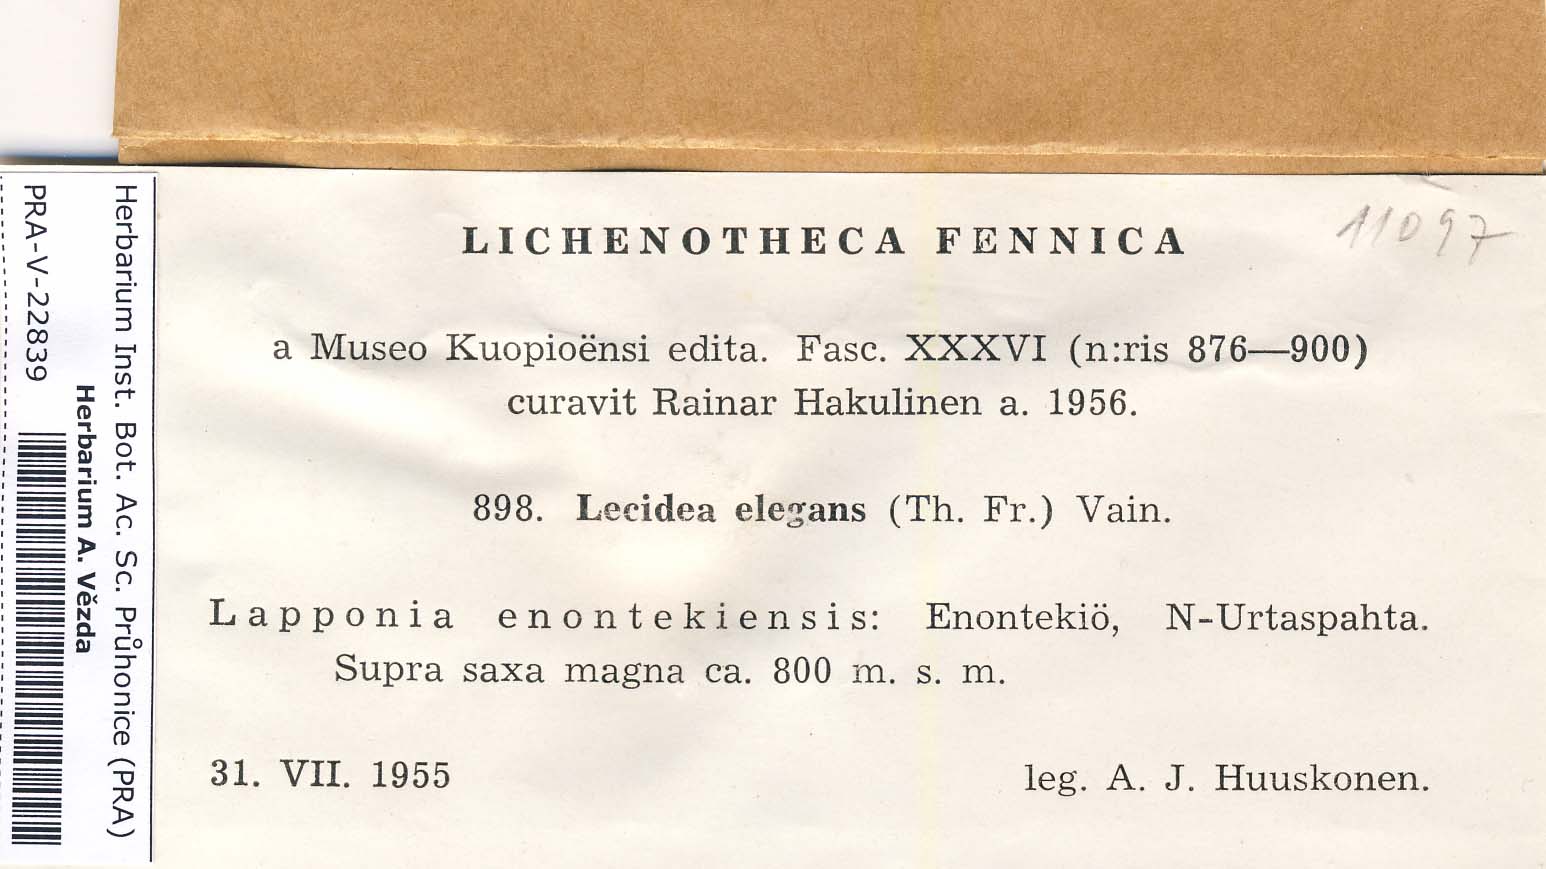 LICHENOTHECA FENNICA
11097
a Museo Kuopioënsi edita. Fasc. XXXVI (n:ris 876—900)
curavit Rainar Hakulinen a. 1956.
898. Lecidea elegans (Th. Fr.) Vain.
Lapponia enontekiensis: Enontekiö, N-Urtaspahta.
Supra saxa magna ca. 800 m. s. m.
31. VII. 1955 leg. A. J. Huuskonen.
Herbarium Inst. Bot. Ac. Sc. Průhonice (PRA)
Herbarium A. Vězda
PRA-V-22839